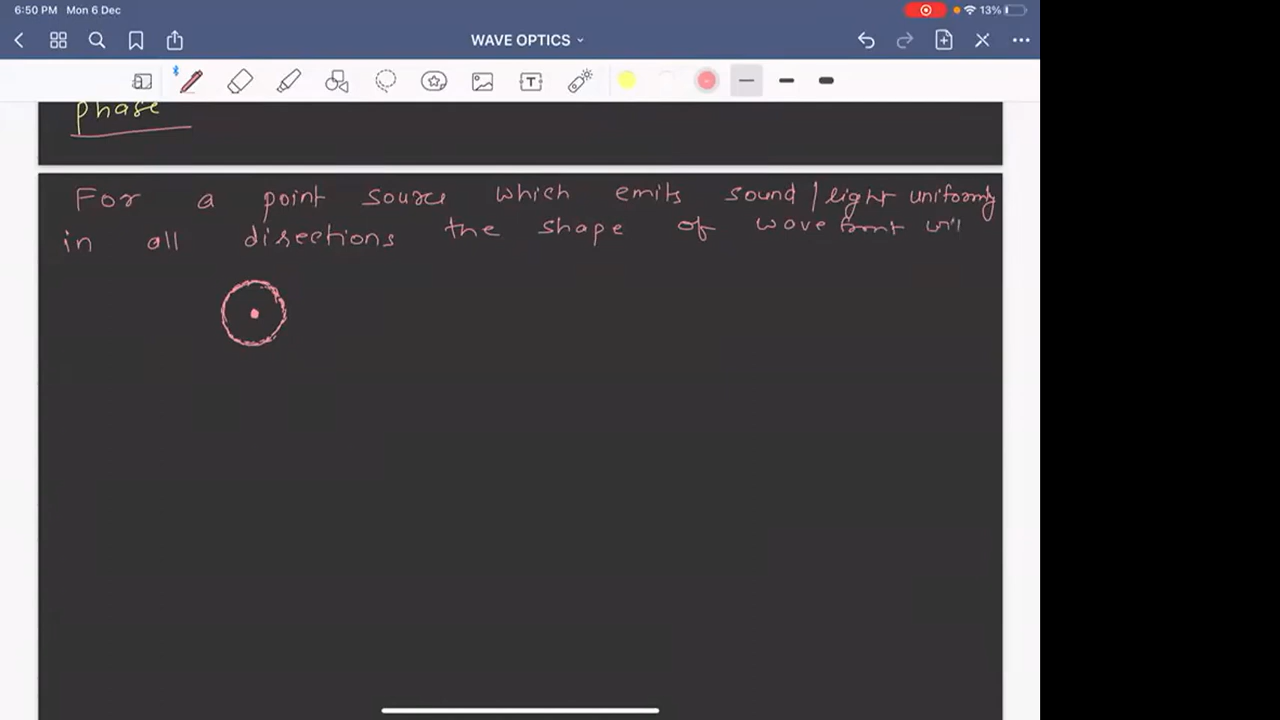 6:50 PM Mon 6 Dec
13%
WAVE OPTICS
T
phase
For a point source which emits sound / light uniformly
in all directions the shape of wavefront will